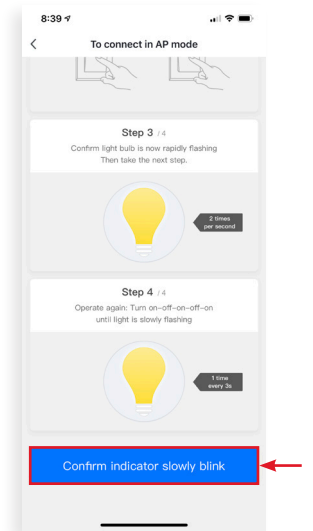 8:39
To connect in AP mode
Step 3 / 4
Confirm light bulb is now rapidly flashing
Then take the next step.
2 times
per second
Step 4 / 4
Operate again: Turn on-off-on-off-on
until light is slowly flashing
1 time
every 3s
Confirm indicator slowly blink